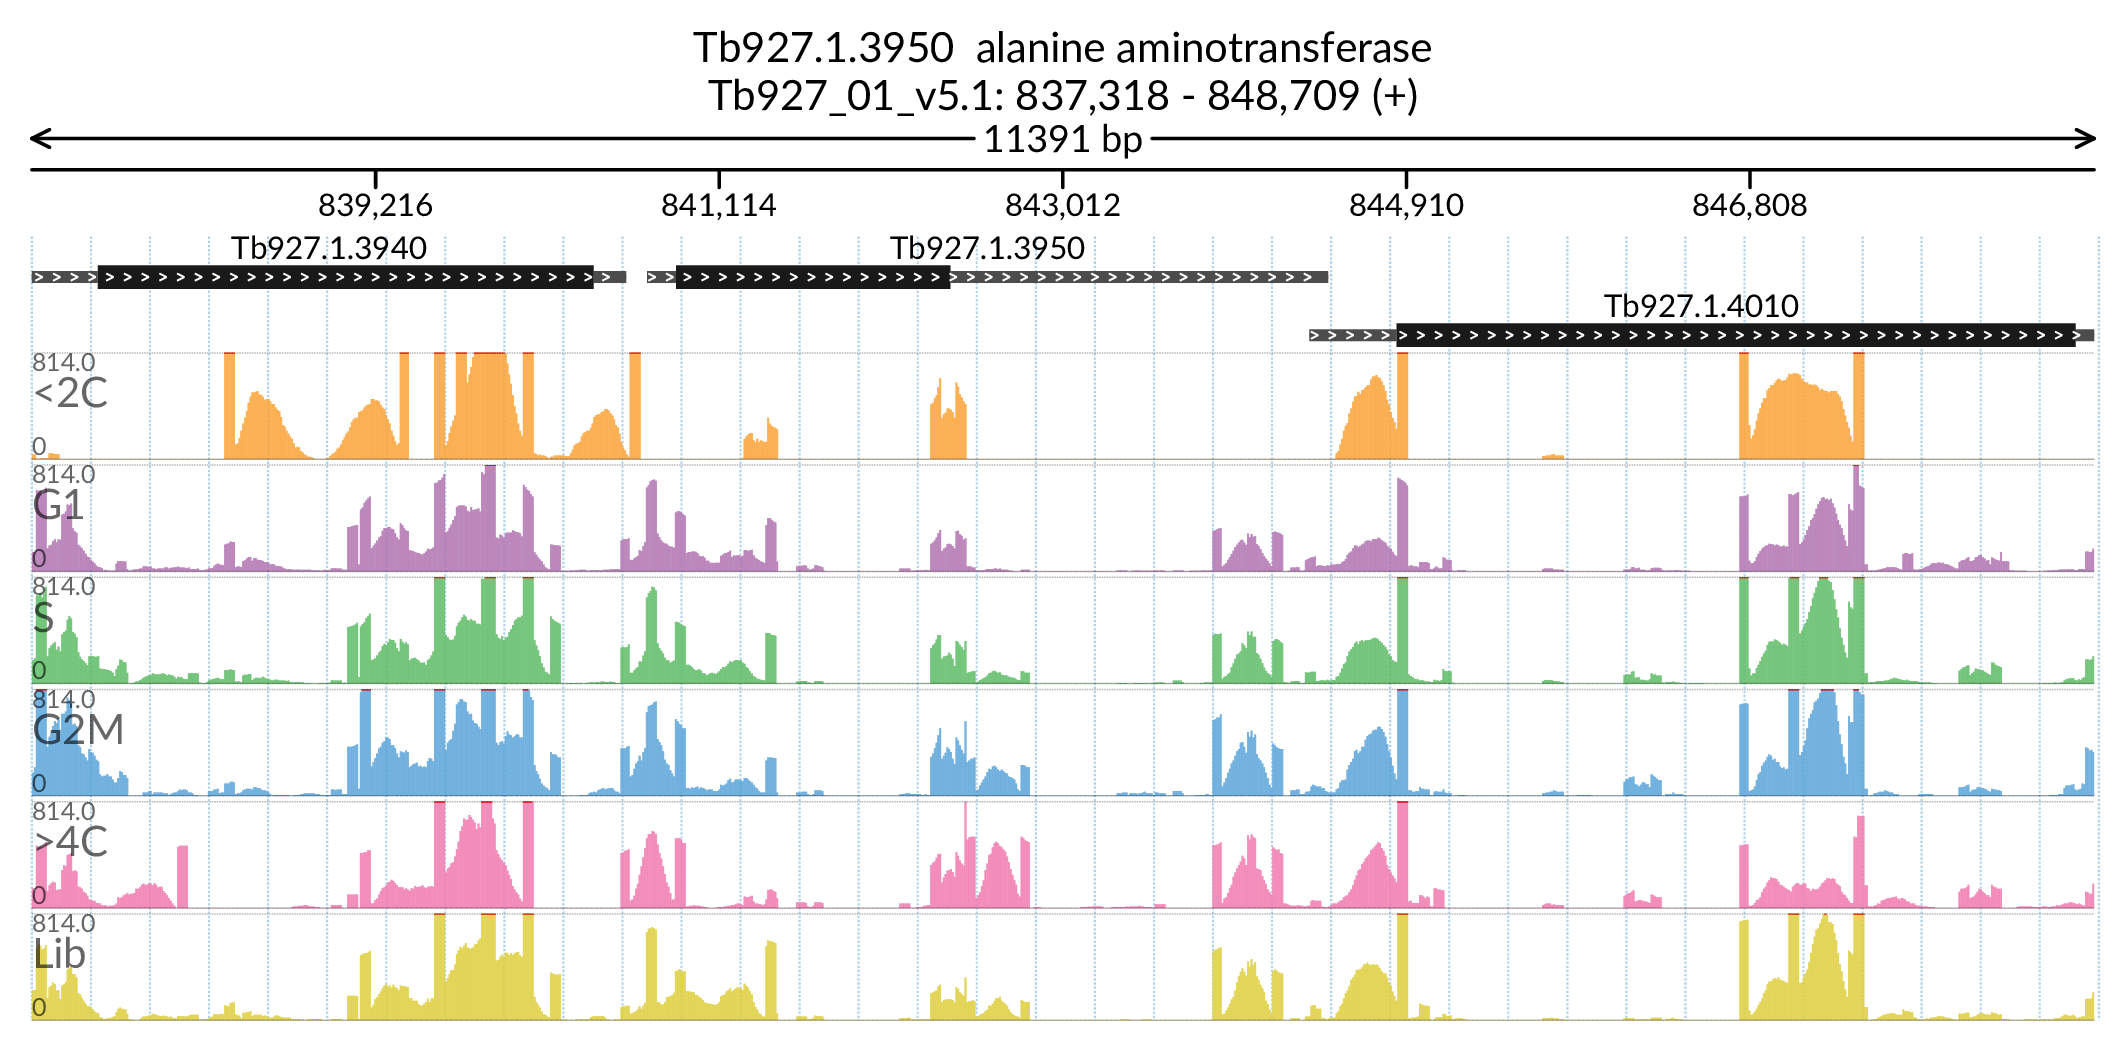 Tb927.1.3950  alanine aminotransferase
Tb927_01_v5.1: 837,318 - 848,709 (+)
11391 bp
839,216 841,114 843,012 844,910 846,808
Tb927.1.3940 Tb927.1.3950
Tb927.1.4010
814.0
<2C
0
814.0
G1
0
814.0
S
0
814.0
G2M
0
814.0
>4C
0
814.0
Lib
0